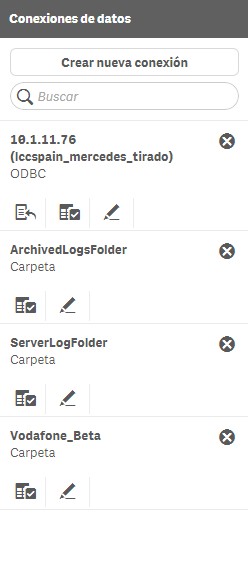 Conexiones de datos
Crear nueva conexión
Buscar
10.1.11.76
(lccspain_mercedes_tirado)
ODBC
ArchivedLogsFolder
Carpeta
ServerLogFolder
Carpeta
Vodafone_Beta
Carpeta